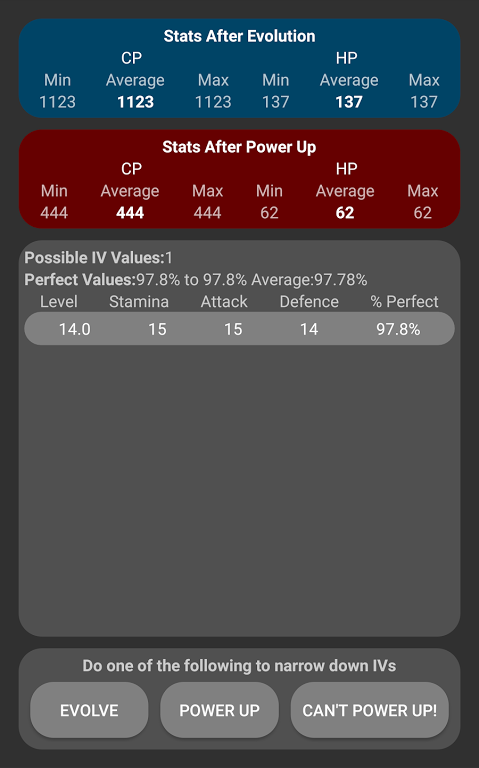 Stats After Evolution
CP HP
Min Average Max Min Average Max
1123 1123 1123 137 137 137
Stats After Power Up
CP HP
Min Average Max Min Average Max
444 444 444 62 62 62
Possible IV Values:1
Perfect Values:97.8% to 97.8% Average:97.78%
Level Stamina Attack Defence % Perfect
14.0 15 15 14 97.8%
Do one of the following to narrow down IVs
EVOLVE POWER UP CAN'T POWER UP!